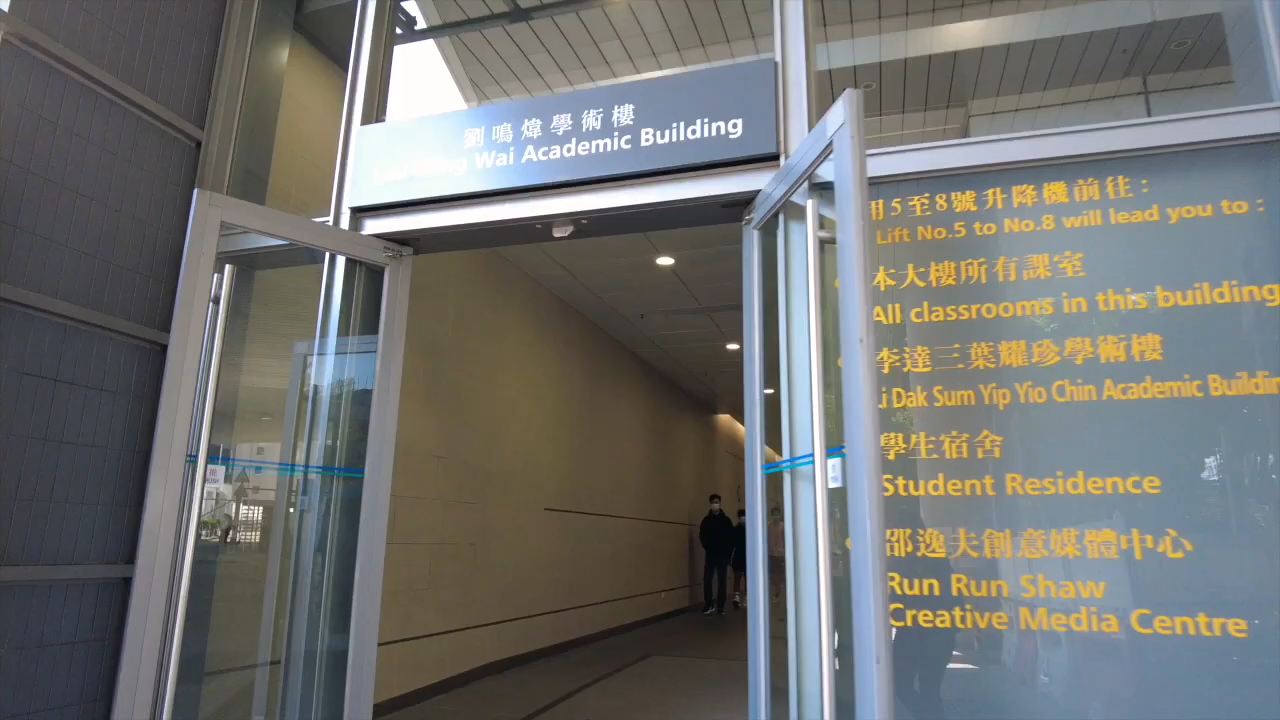 劉鳴煒學術樓
Wai Academic Building
用5至8號升降機前往：
Lift No.5 to No.8 will lead you to :
本大樓所有課室
All classrooms in this building
李達三葉耀珍學術樓
Li Dak Sum Yip Yio Chin Academic Building
學生宿舍
Student Residence
邵逸夫創意媒體中心
Run Run Shaw
Creative Media Centre